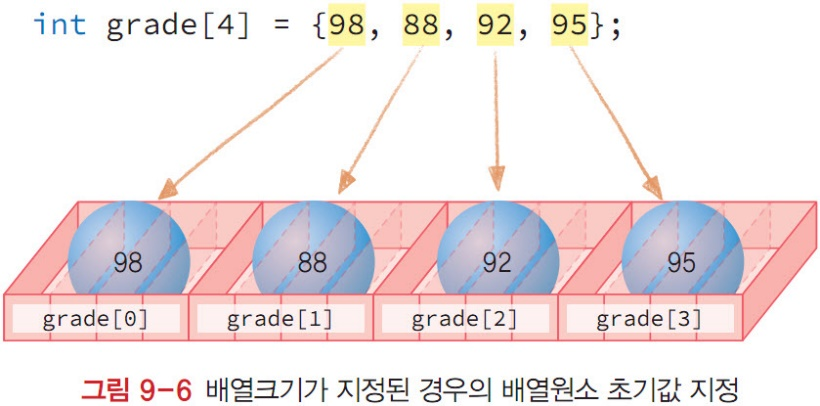 int grade[4] = {98, 88, 92, 95};
98 88 92 95
grade[0] grade[1] grade[2] grade[3]
그림 9-6 배열크기가 지정된 경우의 배열원소 초기값 지정